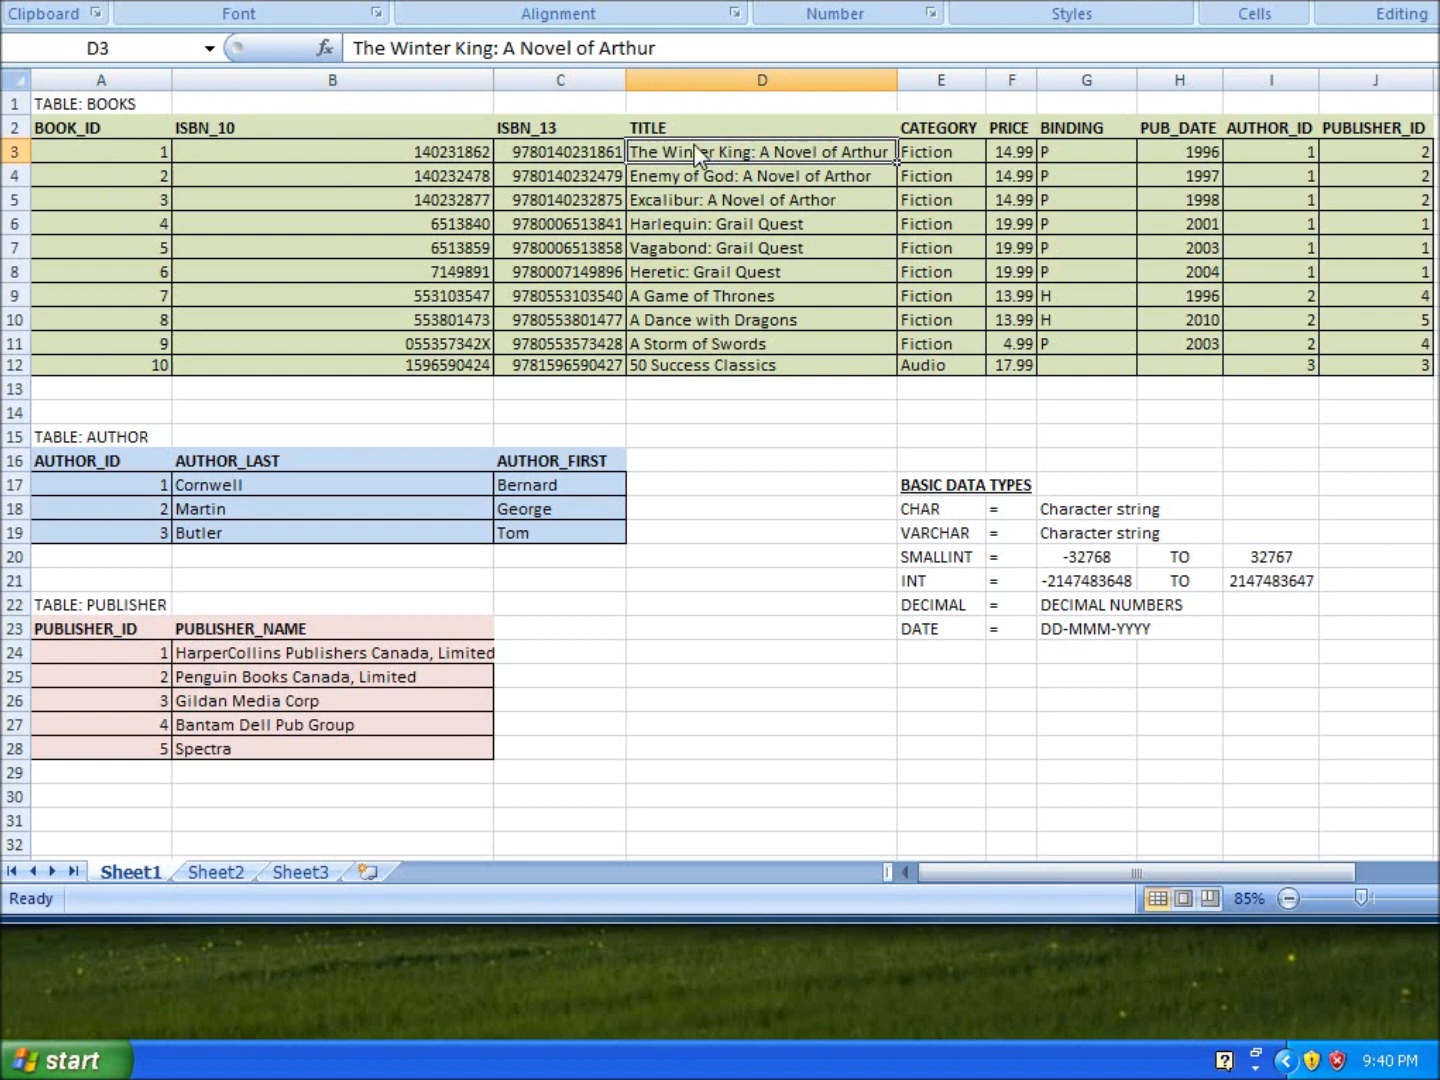 Clipboard Font Alignment Number Styles Cells Editing
D3 fx The Winter King: A Novel of Arthur
A B C D E F G H I J
1 TABLE: BOOKS
2 BOOK_ID ISBN_10 ISBN_13 TITLE CATEGORY PRICE BINDING PUB_DATE AUTHOR_ID PUBLISHER_ID
3 1 140231862 9780140231861 The Winter King: A Novel of Arthur Fiction 14.99 P 1996 1 2
4 2 140232478 9780140232479 Enemy of God: A Novel of Arthor Fiction 14.99 P 1997 1 2
5 3 140232877 9780140232875 Excalibur: A Novel of Arthor Fiction 14.99 P 1998 1 2
6 4 6513840 9780006513841 Harlequin: Grail Quest Fiction 19.99 P 2001 1 1
7 5 6513859 9780006513858 Vagabond: Grail Quest Fiction 19.99 P 2003 1 1
8 6 7149891 9780007149896 Heretic: Grail Quest Fiction 19.99 P 2004 1 1
9 7 553103547 9780553103540 A Game of Thrones Fiction 13.99 H 1996 2 4
10 8 553801473 9780553801477 A Dance with Dragons Fiction 13.99 H 2010 2 5
11 9 055357342X 9780553573428 A Storm of Swords Fiction 4.99 P 2003 2 4
12 10 1596590424 9781596590427 50 Success Classics Audio 17.99 3 3
13
14
15 TABLE: AUTHOR
16 AUTHOR_ID AUTHOR_LAST AUTHOR_FIRST
17 1 Cornwell Bernard BASIC DATA TYPES
18 2 Martin George CHAR = Character string
19 3 Butler Tom VARCHAR = Character string
20 SMALLINT = -32768 TO 32767
21 INT = -2147483648 TO 2147483647
22 TABLE: PUBLISHER DECIMAL = DECIMAL NUMBERS
23 PUBLISHER_ID PUBLISHER_NAME DATE = DD-MMM-YYYY
24 1 HarperCollins Publishers Canada, Limited
25 2 Penguin Books Canada, Limited
26 3 Gildan Media Corp
27 4 Bantam Dell Pub Group
28 5 Spectra
29
30
31
32
Sheet1 Sheet2 Sheet3
Ready 85%
start 9:40 PM